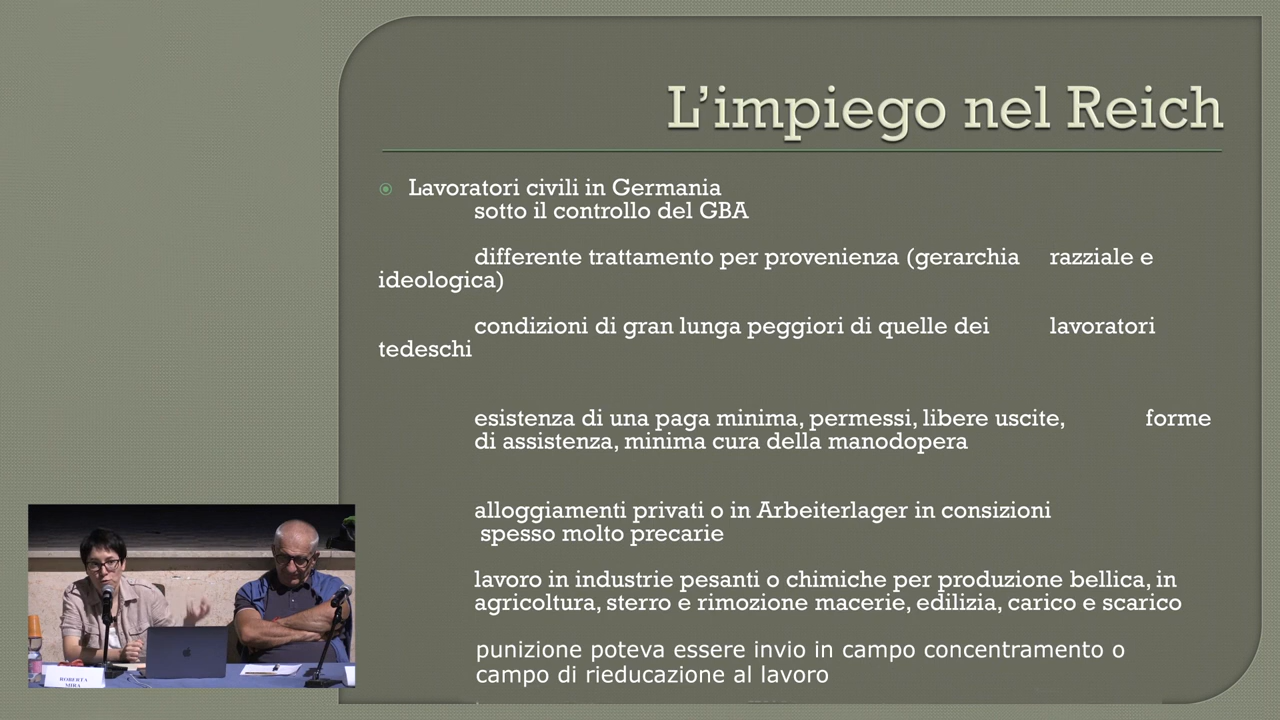 L'impiego nel Reich
Lavoratori civili in Germania
sotto il controllo del GBA
differente trattamento per provenienza (gerarchia razziale e
ideologica)
condizioni di gran lunga peggiori di quelle dei lavoratori
tedeschi
esistenza di una paga minima, permessi, libere uscite, forme
di assistenza, minima cura della manodopera
alloggiamenti privati o in Arbeiterlager in consizioni
spesso molto precarie
lavoro in industrie pesanti o chimiche per produzione bellica, in
agricoltura, sterro e rimozione macerie, edilizia, carico e scarico
punizione poteva essere invio in campo concentramento o
campo di rieducazione al lavoro
ROBERTA
MIRA